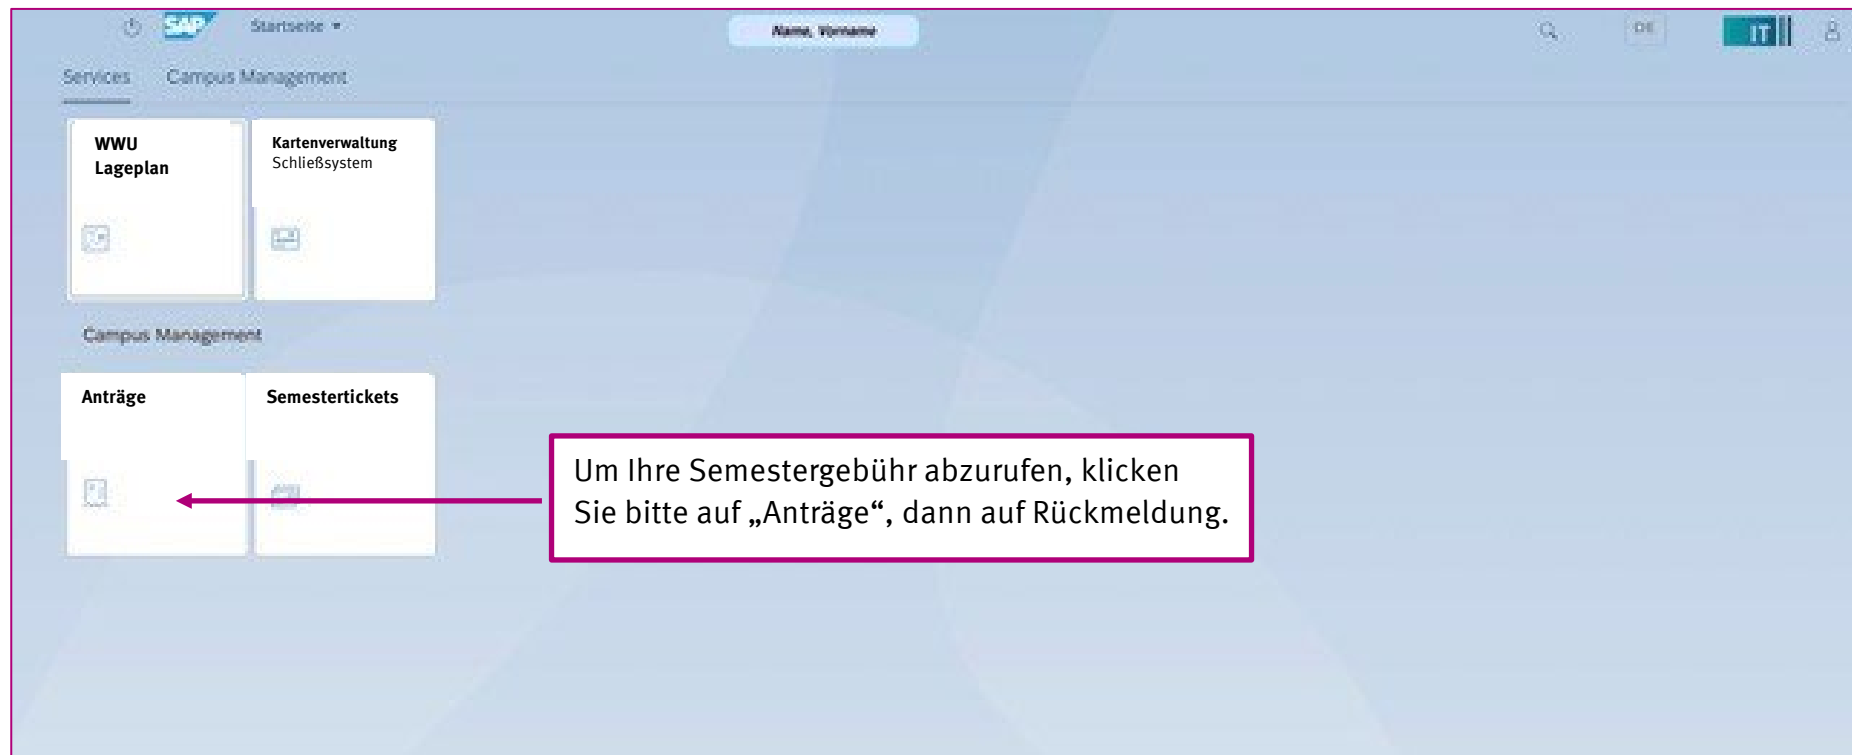 SAP Startseite Name, Vorname DE IT
Services Campus Management
WWU
Lageplan
Kartenverwaltung
Schließsystem
Campus Management
Anträge
Semestertickets
Um Ihre Semestergebühr abzurufen, klicken
Sie bitte auf „Anträge“, dann auf Rückmeldung.